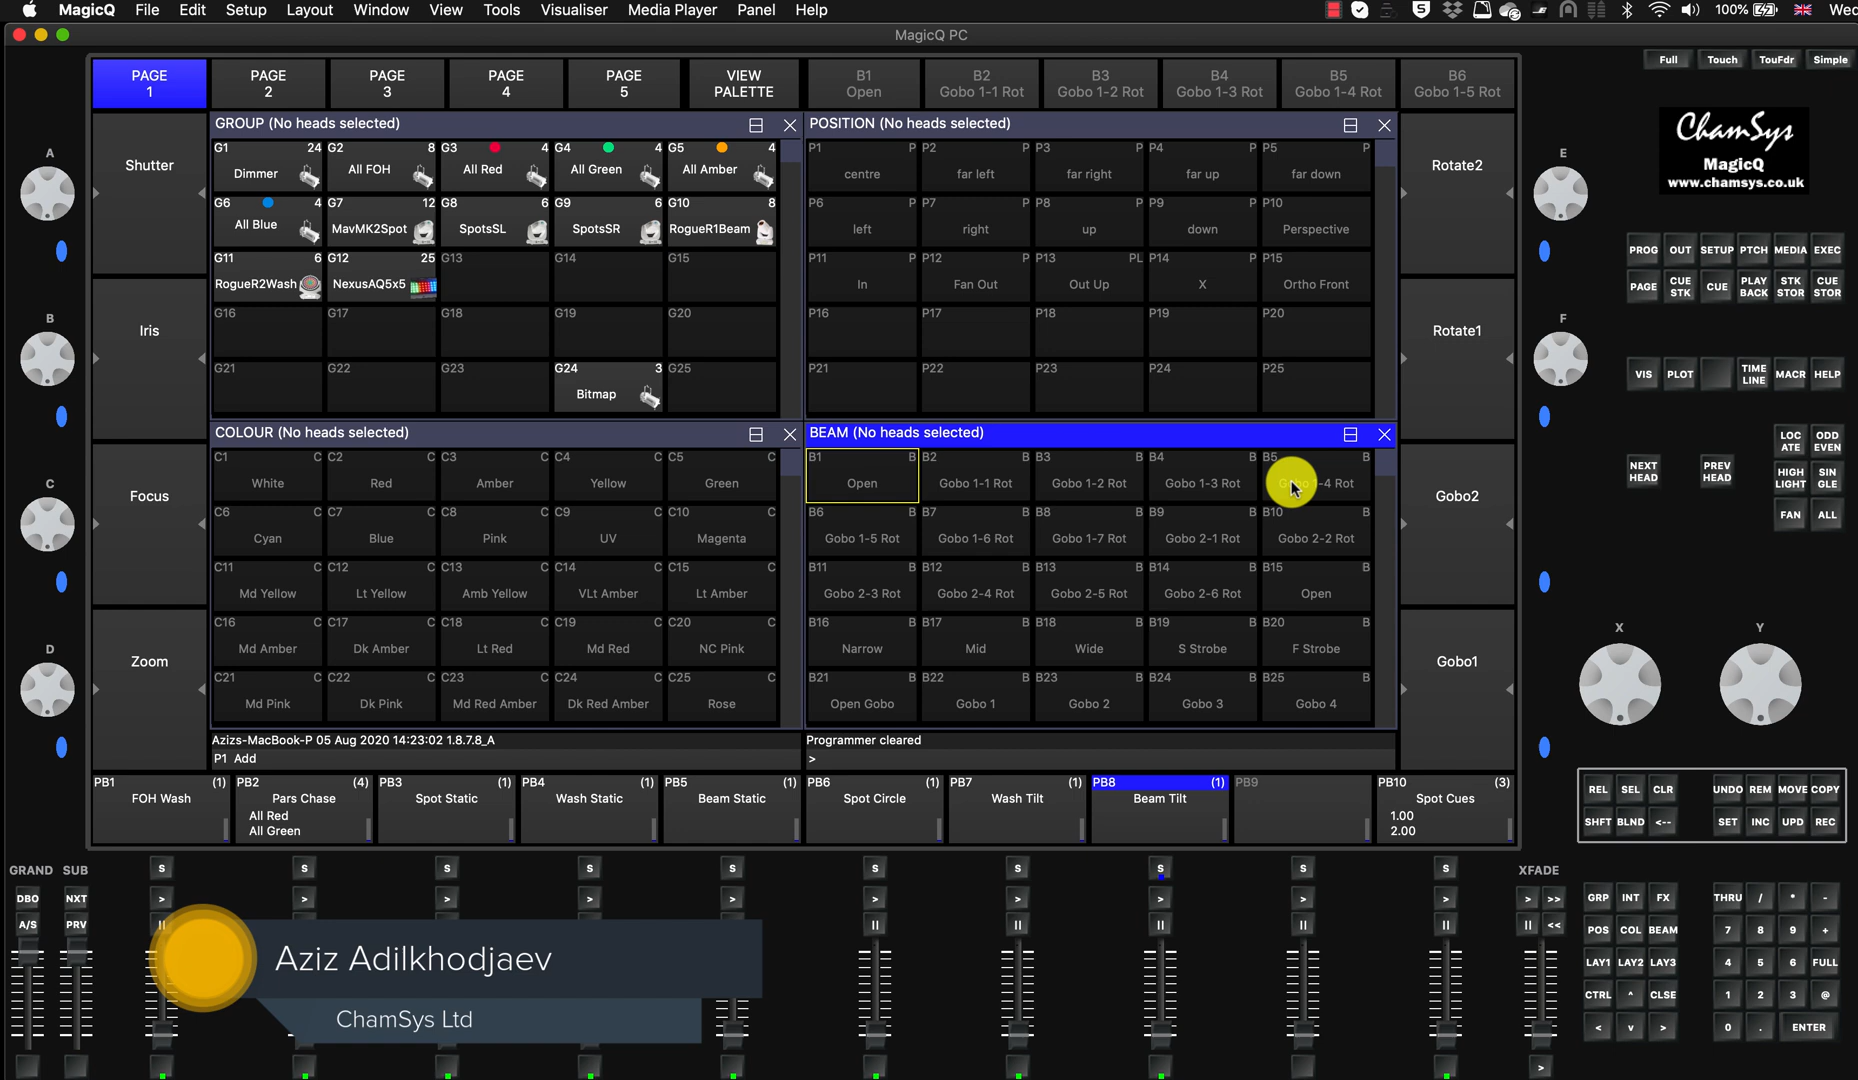 MagicQ File Edit Setup Layout Window View Tools Visualiser Media Player Panel Help 100% Wed
MagicQ PC
Full Touch TouFdr Simple
PAGE 1 PAGE 2 PAGE 3 PAGE 4 PAGE 5 VIEW PALETTE B1 Open B2 Gobo 1-1 Rot B3 Gobo 1-2 Rot B4 Gobo 1-3 Rot B5 Gobo 1-4 Rot B6 Gobo 1-5 Rot
ChamSys
MagicQ
www.chamsys.co.uk
A B C D
Shutter
Iris
Focus
Zoom
GROUP (No heads selected)
G1 24 Dimmer G2 8 All FOH G3 4 All Red G4 4 All Green G5 4 All Amber
G6 4 All Blue G7 12 MavMK2Spot G8 6 SpotsSL G9 6 SpotsSR G10 8 RogueR1Beam
G11 6 RogueR2Wash G12 25 NexusAQ5x5 G13 G14 G15
G16 G17 G18 G19 G20
G21 G22 G23 G24 3 Bitmap G25
POSITION (No heads selected)
P1 P centre P2 P far left P3 P far right P4 P far up P5 P far down
P6 P left P7 P right P8 P up P9 P down P10 P Perspective
P11 P In P12 P Fan Out P13 PL Out Up P14 P X P15 P Ortho Front
P16 P17 P18 P19 P20
P21 P22 P23 P24 P25
COLOUR (No heads selected)
C1 C White C2 C Red C3 C Amber C4 C Yellow C5 C Green
C6 C Cyan C7 C Blue C8 C Pink C9 C UV C10 C Magenta
C11 C Md Yellow C12 C Lt Yellow C13 C Amb Yellow C14 C VLt Amber C15 C Lt Amber
C16 C Md Amber C17 C Dk Amber C18 C Lt Red C19 C Md Red C20 C NC Pink
C21 C Md Pink C22 C Dk Pink C23 C Md Red Amber C24 C Dk Red Amber C25 C Rose
BEAM (No heads selected)
B1 B Open B2 B Gobo 1-1 Rot B3 B Gobo 1-2 Rot B4 B Gobo 1-3 Rot B5 B Gobo 1-4 Rot
B6 B Gobo 1-5 Rot B7 B Gobo 1-6 Rot B8 B Gobo 1-7 Rot B9 B Gobo 2-1 Rot B10 B Gobo 2-2 Rot
B11 B Gobo 2-3 Rot B12 B Gobo 2-4 Rot B13 B Gobo 2-5 Rot B14 B Gobo 2-6 Rot B15 B Open
B16 B Narrow B17 B Mid B18 B Wide B19 B S Strobe B20 B F Strobe
B21 B Open Gobo B22 B Gobo 1 B23 B Gobo 2 B24 B Gobo 3 B25 B Gobo 4
Rotate2
Rotate1
Gobo2
Gobo1
E F X Y
PROG OUT SETUP PTCH MEDIA EXEC
PAGE CUE STK CUE PLAY BACK STK STOR CUE STOR
VIS PLOT TIME LINE MACR HELP
LOC ATE ODD EVEN
NEXT HEAD PREV HEAD HIGH LIGHT SIN GLE
FAN ALL
Azizs-MacBook-P 05 Aug 2020 14:23:02 1.8.7.8_A
P1 Add
Programmer cleared
>
PB1 (1) FOH Wash
PB2 (4) Pars Chase
All Red
All Green
PB3 (1) Spot Static
PB4 (1) Wash Static
PB5 (1) Beam Static
PB6 (1) Spot Circle
PB7 (1) Wash Tilt
PB8 (1) Beam Tilt
PB9
PB10 (3) Spot Cues
1.00
2.00
REL SEL CLR UNDO REM MOVE COPY
SHFT BLND <-- SET INC UPD REC
GRAND SUB S S S S S S S S S S XFADE
DBO NXT > > > > > > > > > > > >>
A/S PRV II II II II II II II <<
GRP INT FX THRU / * -
POS COL BEAM 7 8 9 +
LAY1 LAY2 LAY3 4 5 6 FULL
CTRL ^ CLSE 1 2 3 @
< v > 0 . ENTER
>
Aziz Adilkhodjaev
ChamSys Ltd